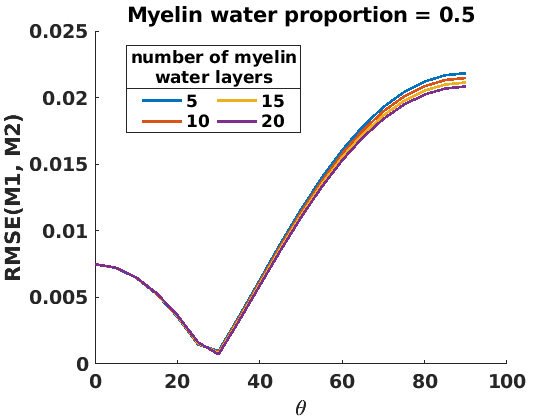 Myelin water proportion = 0.5
RMSE(M1, M2)
0.025
0.02
0.015
0.01
0.005
0
number of myelin
water layers
5 15
10 20
0 20 40 60 80 100
θ